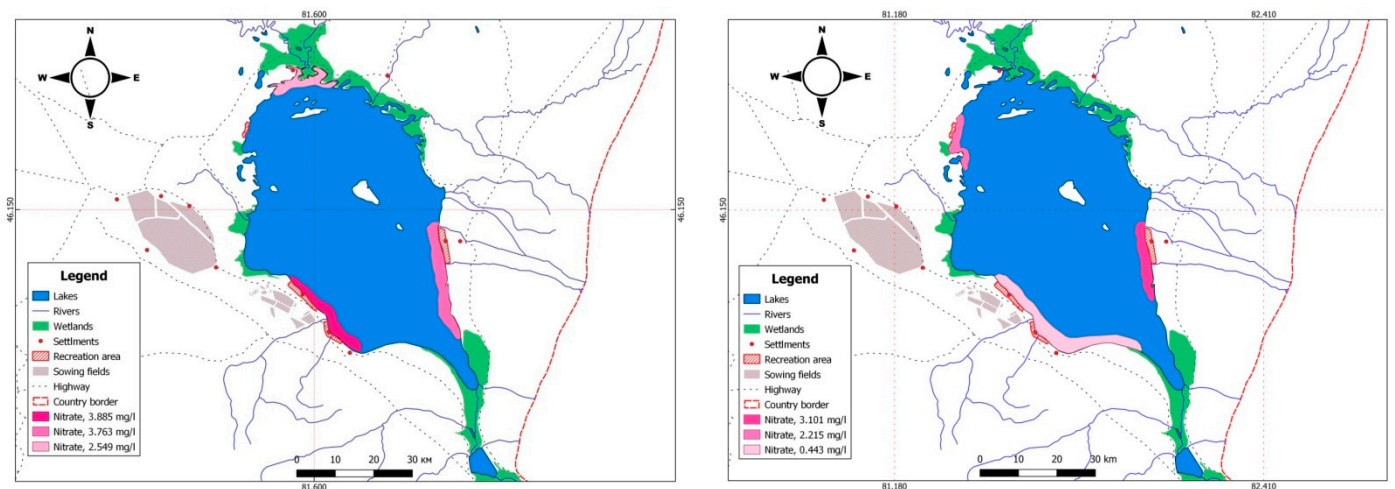 81.600
N
W E
S
46.150
46.150
Legend
Lakes
Rivers
Wetlands
Settlments
Recreation area
Sowing fields
Highway
Country border
Nitrate, 3.885 mg/l
Nitrate, 3.763 mg/l
Nitrate, 2.549 mg/l
0 10 20 30 км
81.600
81.180 82.410
N
W E
S
46.150
46.150
Legend
Lakes
Rivers
Wetlands
Settlments
Recreation area
Sowing fields
Highway
Country border
Nitrate, 3.101 mg/l
Nitrate, 2.215 mg/l
Nitrate, 0.443 mg/l
0 10 20 30 km
81.180 82.410